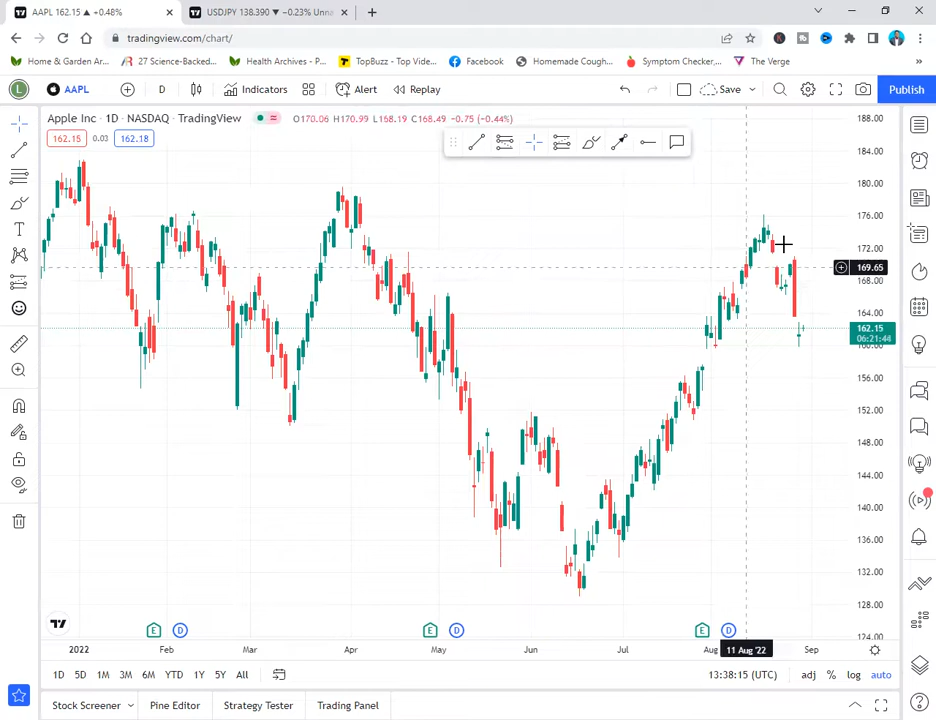 AAPL 162.15 ▲ +0.48%
USDJPY 138.390 ▼ −0.23% Unna
tradingview.com/chart/
Home & Garden Ar...
27 Science-Backed...
Health Archives - P...
TopBuzz - Top Vide...
Facebook
Homemade Cough...
Symptom Checker,...
The Verge
»
L
AAPL
D
Indicators
Alert
Replay
Save
Publish
Apple Inc · 1D · NASDAQ · TradingView
O170.06 H170.99 L168.19 C168.49 −0.75 (−0.44%)
162.15
0.03
162.18
188.00
184.00
180.00
176.00
172.00
169.65
168.00
164.00
162.15
06:21:44
160.00
156.00
152.00
148.00
144.00
140.00
136.00
132.00
128.00
124.00
E D E D E D
2022 Feb Mar Apr May Jun Jul Aug 11 Aug '22 Sep
1D 5D 1M 3M 6M YTD 1Y 5Y All
13:38:15 (UTC) adj % log auto
Stock Screener Pine Editor Strategy Tester Trading Panel